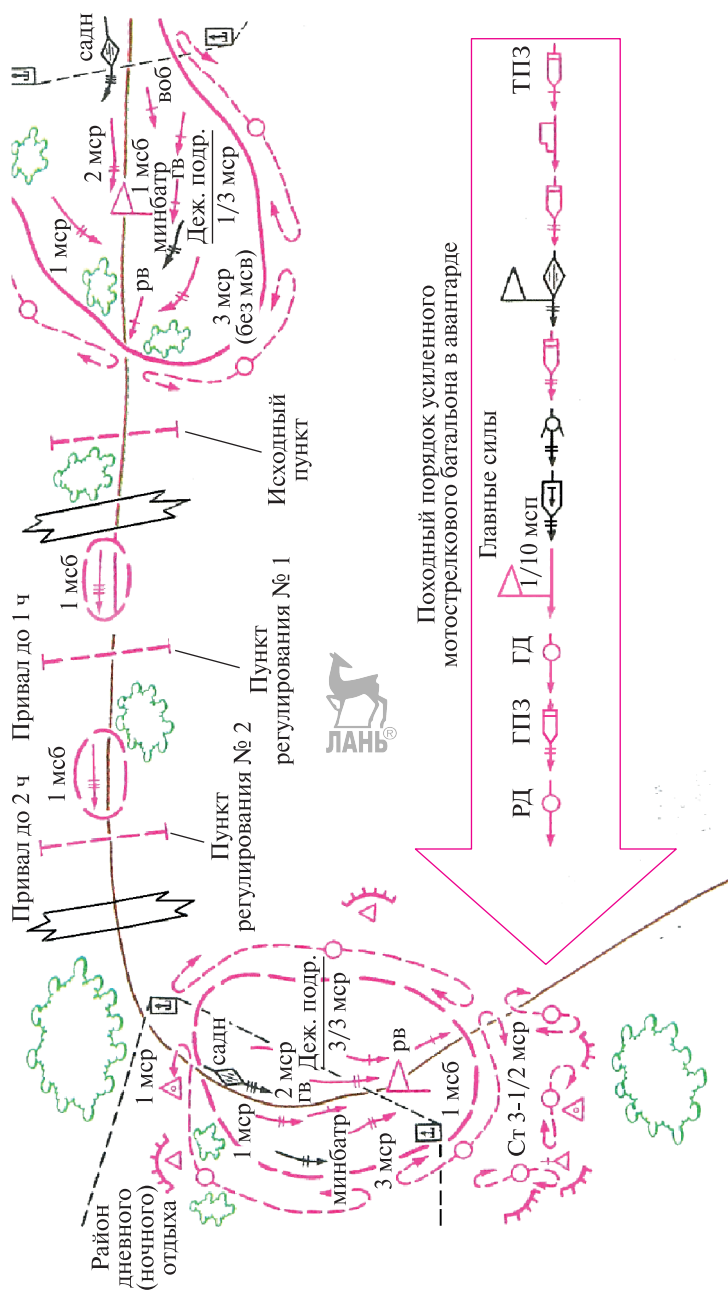 Район
дневного
(ночного)
отдыха
1 мср
1 мср
садн
2 мср
гв
Деж. подр.
3/3 мср
рв
минбатр
3 мср
1 мсб
Ст 3-1/2 мср
Привал до 2 ч
1 мсб
Пункт
регулирования № 2
Привал до 1 ч
1 мсб
Пункт
регулирования № 1
Исходный
пункт
1 мср
2 мср
садн
воб
1 мсб
минбатр
гв
рв
Деж. подр.
1/3 мср
3 мср
(без мсв)
Походный порядок усиленного
мотострелкового батальона в авангарде
Главные силы
РД
ГПЗ
ГД
1/10 мсп
ТПЗ
ЛАНЬ®